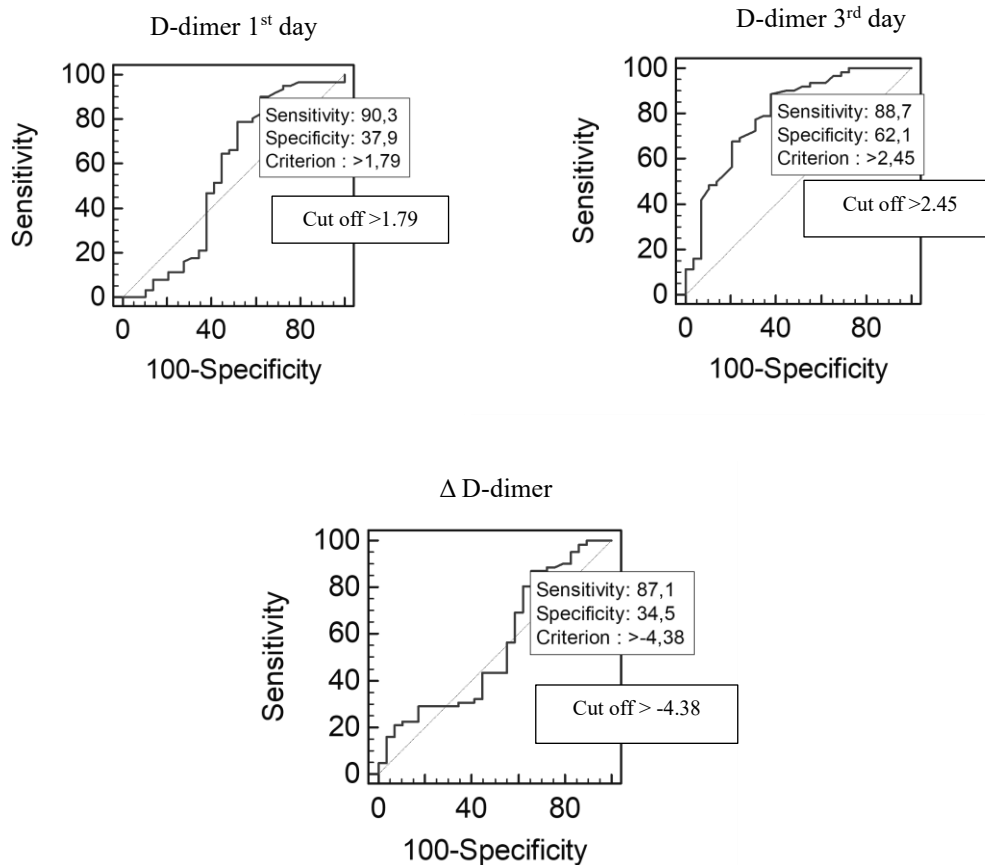 D-dimer 1st day
100
80
60
40
20
0
Sensitivity
Sensitivity: 90,3
Specificity: 37,9
Criterion : >1,79
Cut off >1.79
0 40 80
100-Specificity
D-dimer 3rd day
100
80
60
40
20
0
Sensitivity
Sensitivity: 88,7
Specificity: 62,1
Criterion : >2,45
Cut off >2.45
0 40 80
100-Specificity
Δ D-dimer
100
80
60
40
20
0
Sensitivity
Sensitivity: 87,1
Specificity: 34,5
Criterion : >-4,38
Cut off > -4.38
0 40 80
100-Specificity